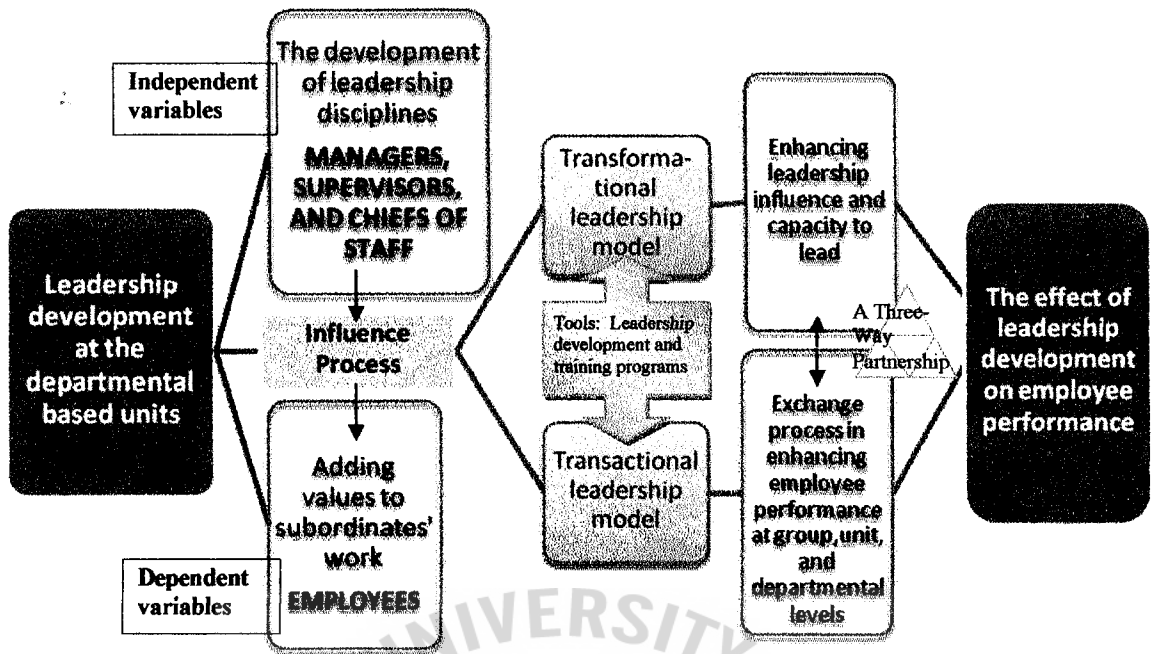 Independent
variables
The development
of leadership
disciplines
MANAGERS,
SUPERVISORS,
AND CHIEFS OF
STAFF
Leadership
development
at the
departmental
based units
Influence
Process
Adding
values to
subordinates'
work
EMPLOYEES
Dependent
variables
Transforma-
tional
leadership
model
Tools: Leadership
development and
training programs
Transactional
leadership
model
Enhancing
leadership
influence and
capacity to
lead
A Three-
Way
Partnership
Exchange
process in
enhancing
employee
performance
at group, unit,
and
departmental
levels
The effect of
leadership
development
on employee
performance
UNIVERSITY